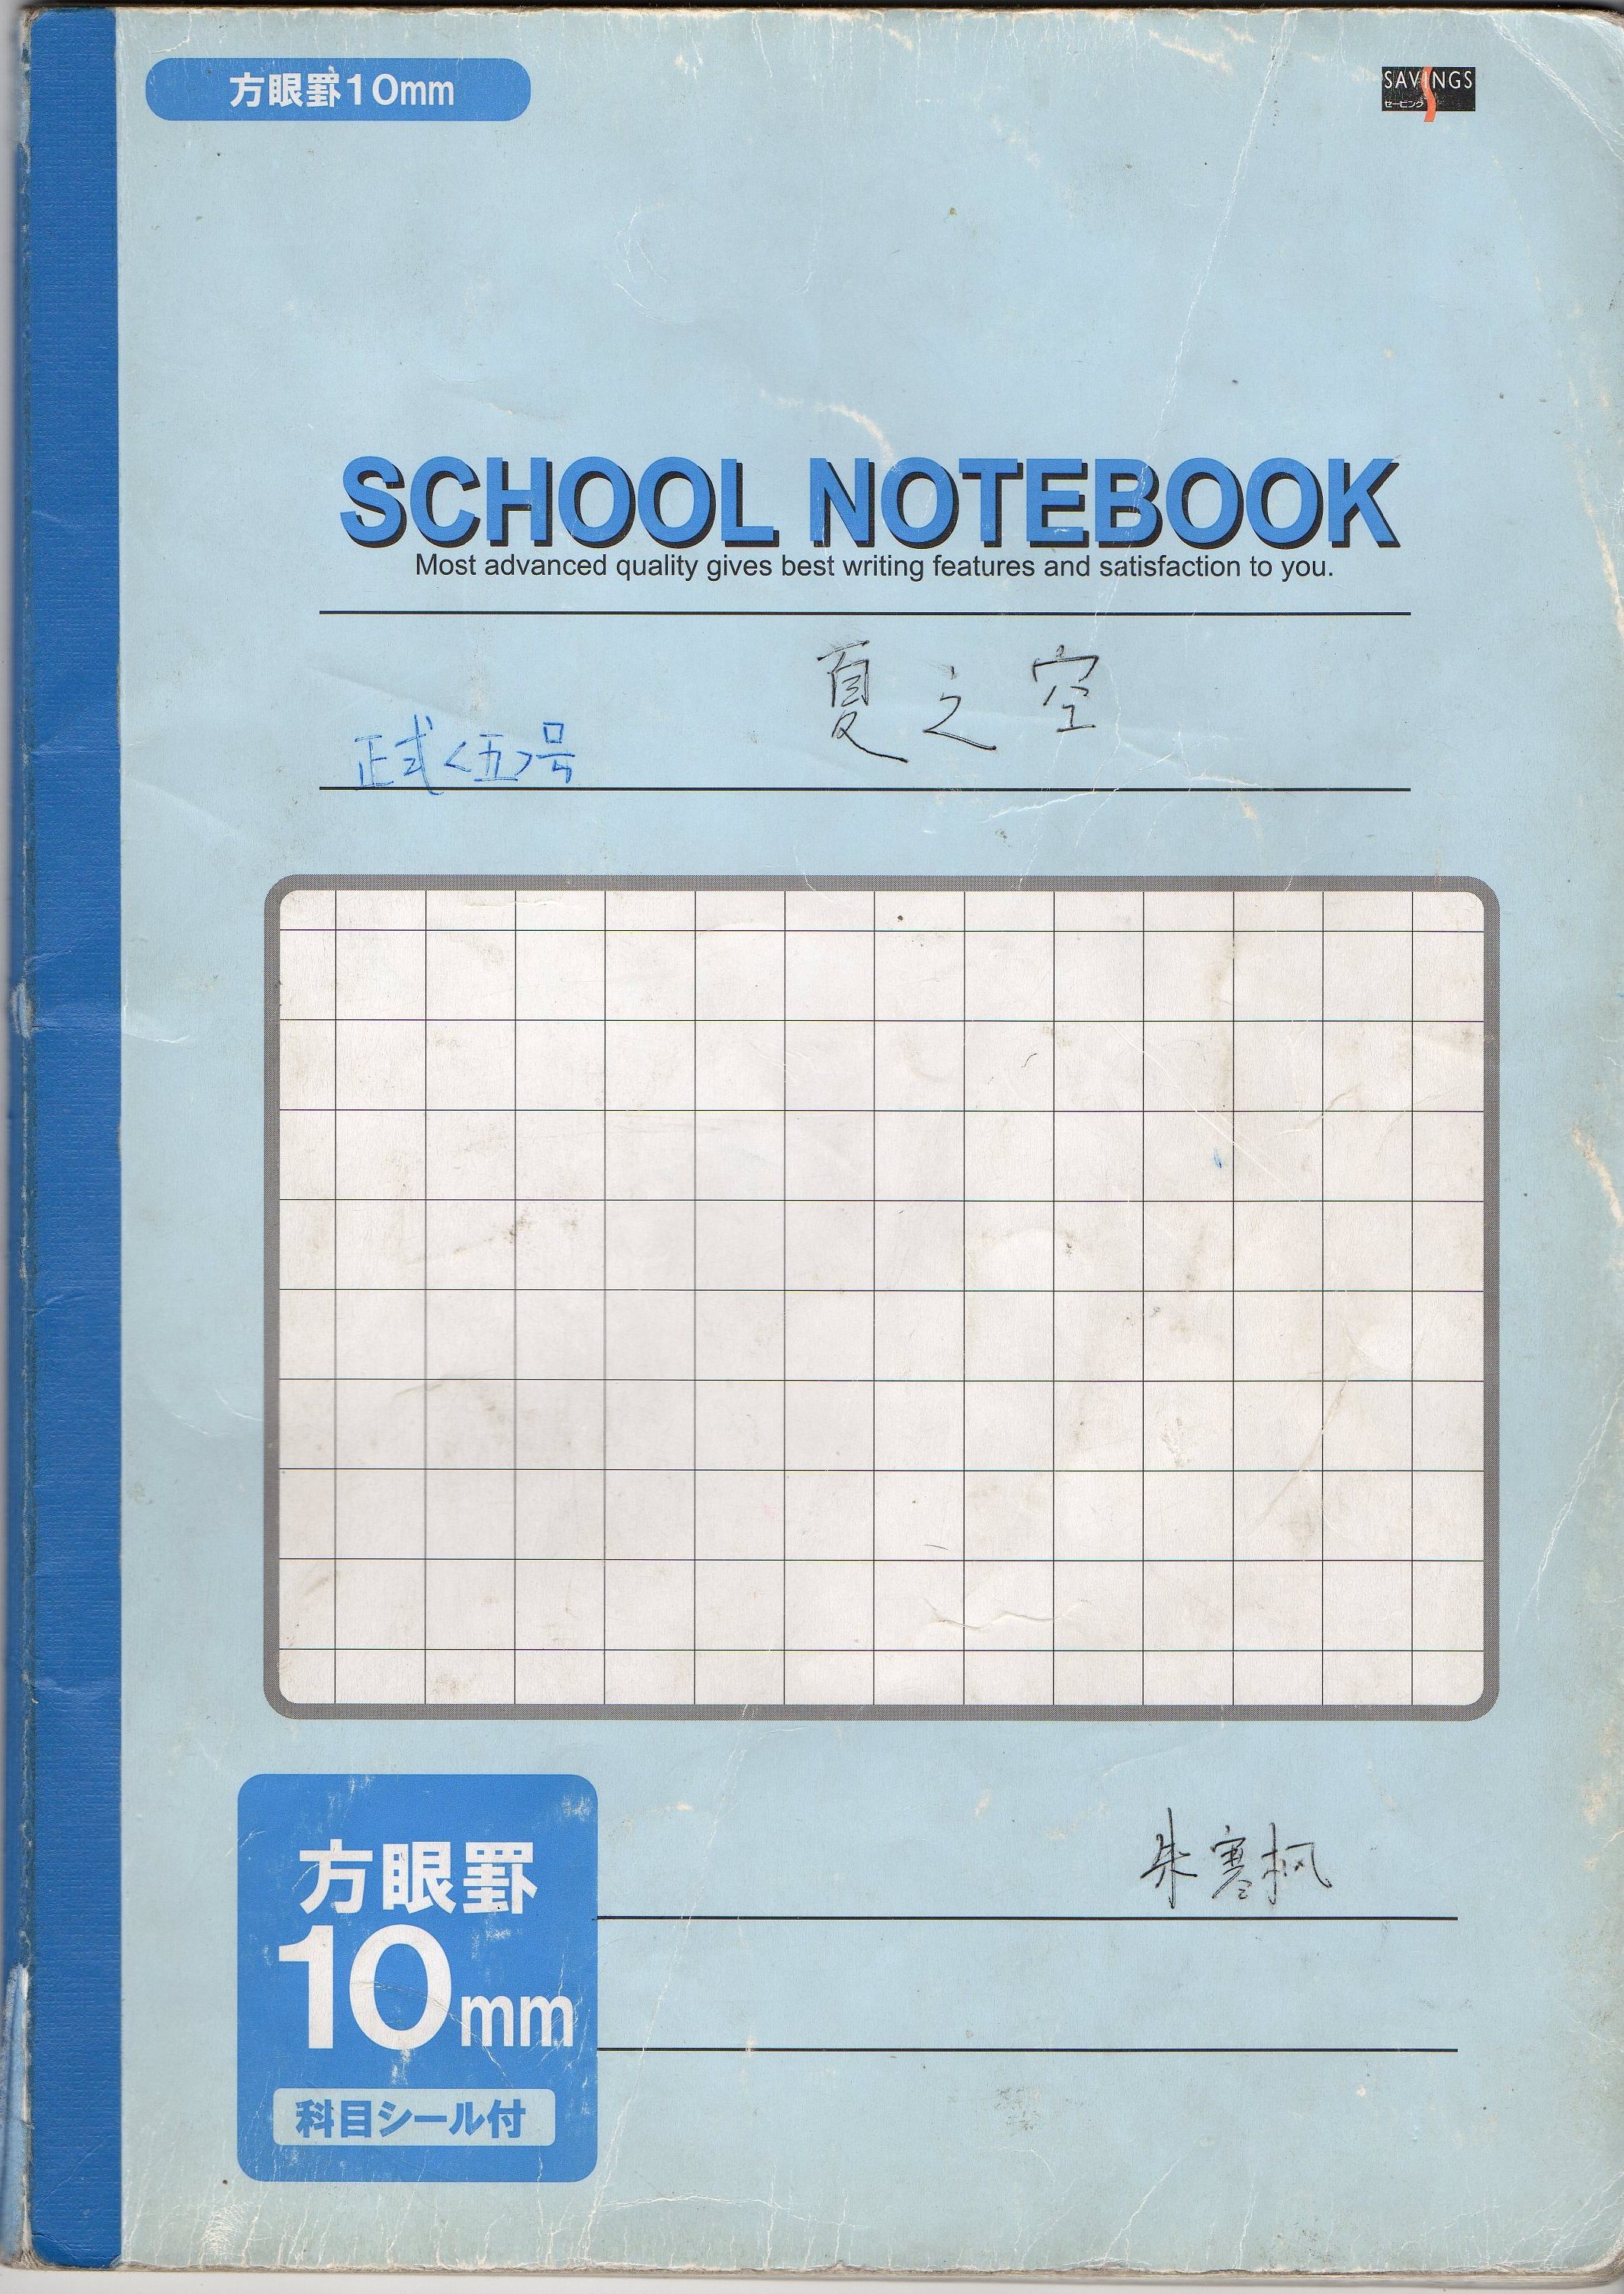 方眼罫10mm
SAVINGS
セービング
SCHOOL NOTEBOOK
Most advanced quality gives best writing features and satisfaction to you.
夏之空
正式<五>号
朱寒枫
方眼罫
10mm
科目シール付